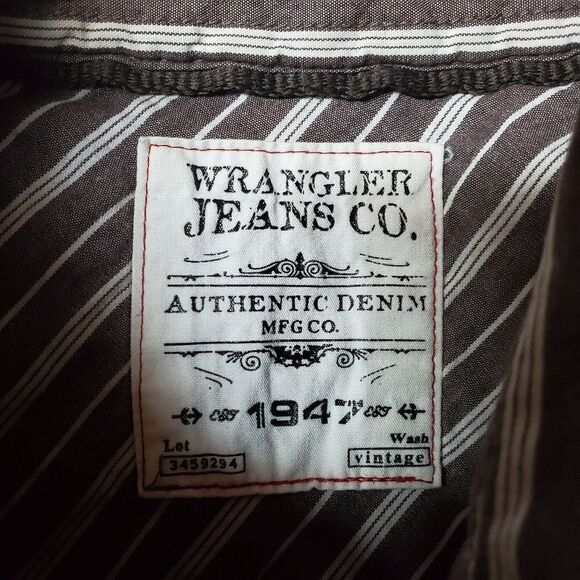 WRANGLER
JEANS CO.
AUTHENTIC DENIM
MFG CO.
1947
Lot
3459294
Wash
vintage